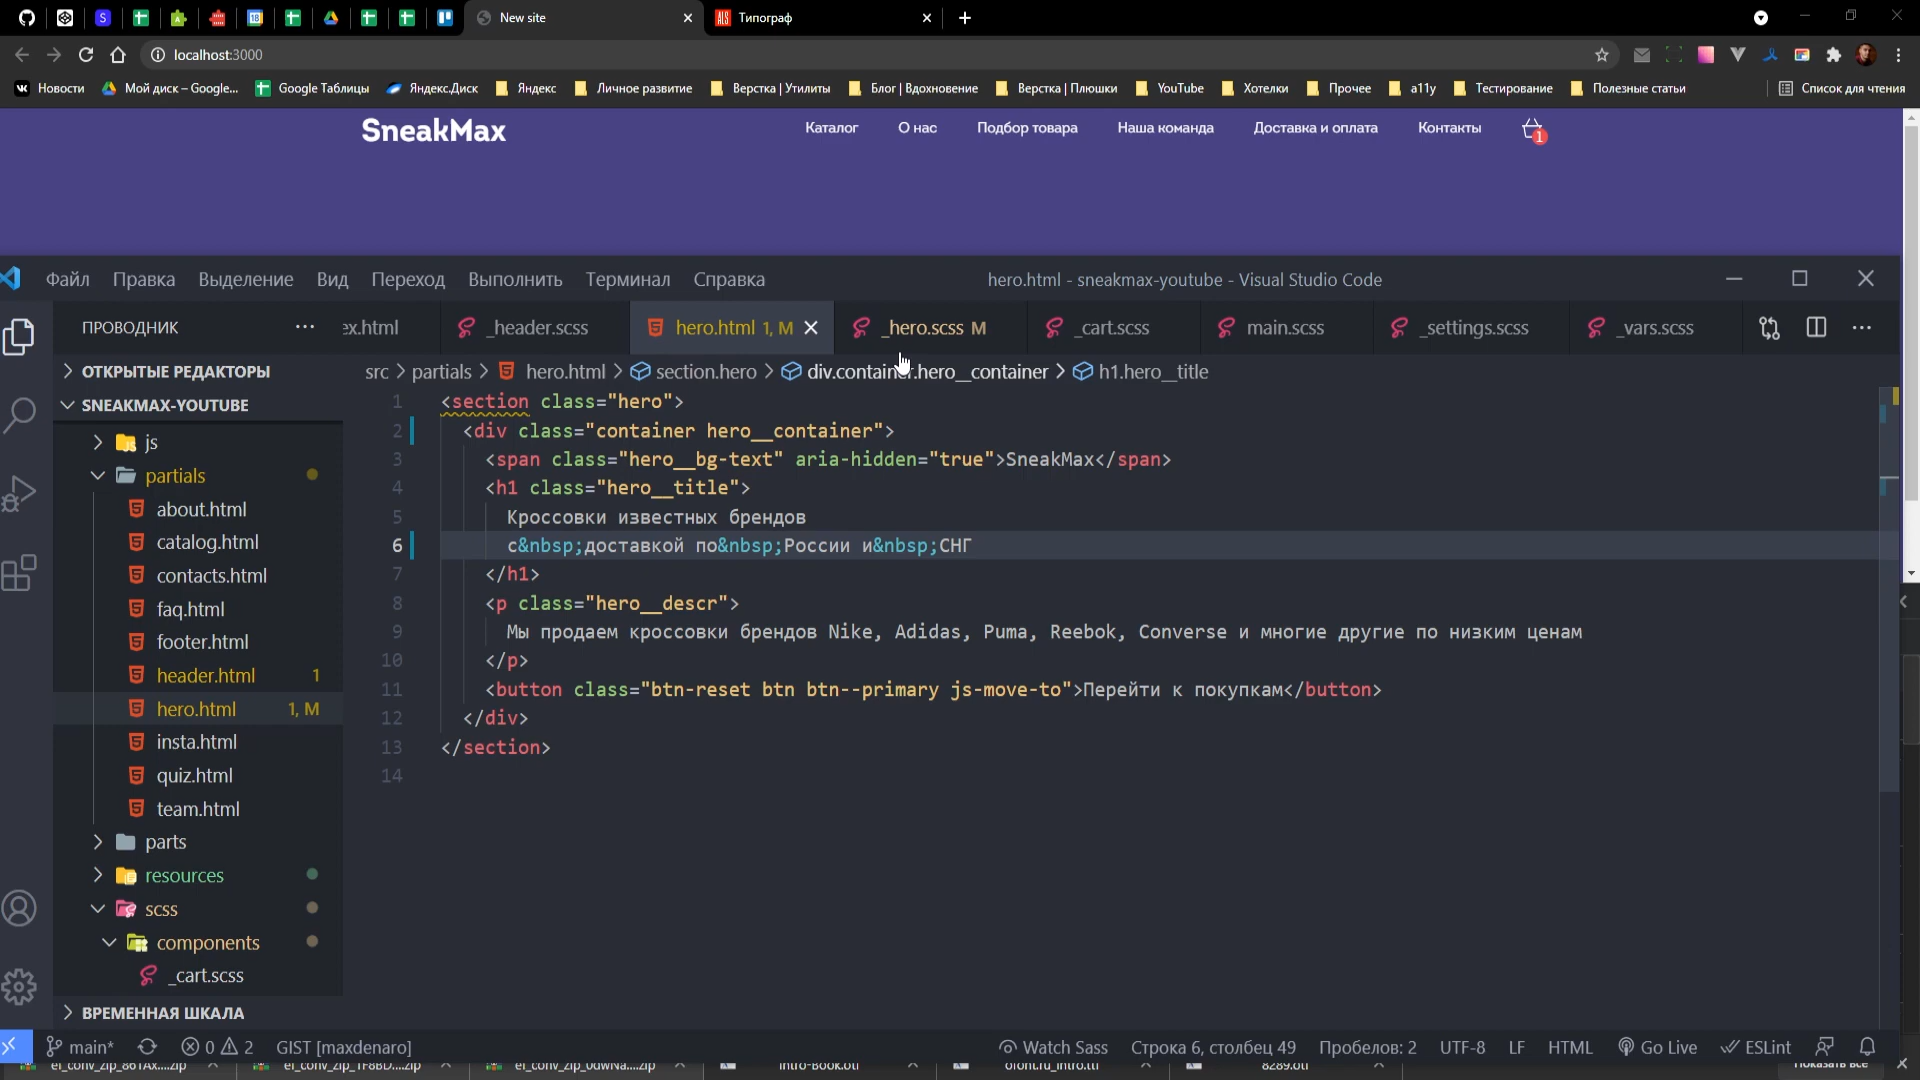 New site
Типограф
localhost:3000
Новости
Мой диск – Google...
Google Таблицы
Яндекс.Диск
Яндекс
Личное развитие
Верстка | Утилиты
Блог | Вдохновение
Верстка | Плюшки
YouTube
Хотелки
Прочее
a11y
Тестирование
Полезные статьи
Список для чтения
SneakMax
Каталог
О нас
Подбор товара
Наша команда
Доставка и оплата
Контакты
1
Файл
Правка
Выделение
Вид
Переход
Выполнить
Терминал
Справка
hero.html - sneakmax-youtube - Visual Studio Code
ПРОВОДНИК
ex.html
_header.scss
hero.html 1, M
_hero.scss M
_cart.scss
main.scss
_settings.scss
_vars.scss
ОТКРЫТЫЕ РЕДАКТОРЫ
SNEAKMAX-YOUTUBE
js
partials
about.html
catalog.html
contacts.html
faq.html
footer.html
header.html 1
hero.html 1, M
insta.html
quiz.html
team.html
parts
resources
scss
components
_cart.scss
ВРЕМЕННАЯ ШКАЛА
src > partials > hero.html > section.hero > div.container.hero__container > h1.hero__title
1 <section class="hero">
2 <div class="container hero__container">
3 <span class="hero__bg-text" aria-hidden="true">SneakMax</span>
4 <h1 class="hero__title">
5 Кроссовки известных брендов
6 с&nbsp;доставкой по&nbsp;России и&nbsp;СНГ
7 </h1>
8 <p class="hero__descr">
9 Мы продаем кроссовки брендов Nike, Adidas, Puma, Reebok, Converse и многие другие по низким ценам
10 </p>
11 <button class="btn-reset btn btn--primary js-move-to">Перейти к покупкам</button>
12 </div>
13 </section>
14
main*
0
2
GIST [maxdenaro]
Watch Sass
Строка 6, столбец 49
Пробелов: 2
UTF-8
LF
HTML
Go Live
ESLint
Показать все